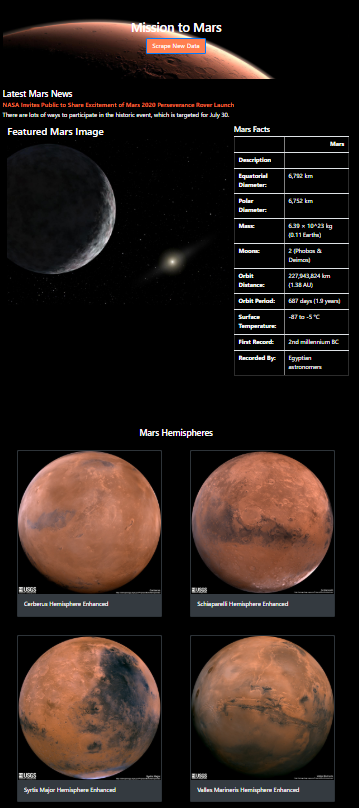 Mission to Mars
Scrape New Data
Latest Mars News
NASA Invites Public to Share Excitement of Mars 2020 Perseverance Rover Launch
There are lots of ways to participate in the historic event, which is targeted for July 30.
Featured Mars Image
Mars Facts
Mars
Description
Equatorial Diameter: 6,792 km
Polar Diameter: 6,752 km
Mass: 6.39 × 10^23 kg (0.11 Earths)
Moons: 2 (Phobos & Deimos)
Orbit Distance: 227,943,824 km (1.38 AU)
Orbit Period: 687 days (1.9 years)
Surface Temperature: -87 to -5 °C
First Record: 2nd millennium BC
Recorded By: Egyptian astronomers
Mars Hemispheres
USGS
USGS
Cerberus Hemisphere Enhanced
Schiaparelli Hemisphere Enhanced
USGS
USGS
Syrtis Major Hemisphere Enhanced
Valles Marineris Hemisphere Enhanced